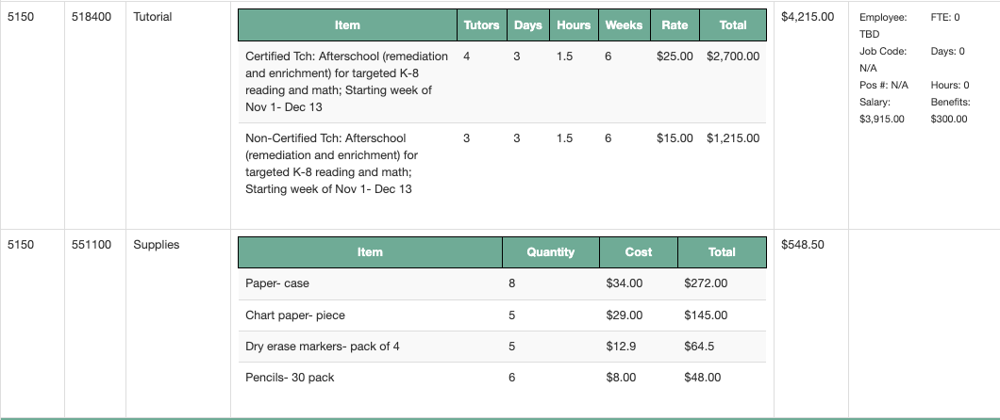 5150 518400 Tutorial $4,215.00
Item Tutors Days Hours Weeks Rate Total
Certified Tch: Afterschool (remediation 4 3 1.5 6 $25.00 $2,700.00
and enrichment) for targeted K-8
reading and math; Starting week of
Nov 1- Dec 13
Non-Certified Tch: Afterschool 3 3 1.5 6 $15.00 $1,215.00
(remediation and enrichment) for
targeted K-8 reading and math;
Starting week of Nov 1- Dec 13
Employee: FTE: 0
TBD
Job Code: Days: 0
N/A
Pos #: N/A Hours: 0
Salary: Benefits:
$3,915.00 $300.00
5150 551100 Supplies $548.50
Item Quantity Cost Total
Paper- case 8 $34.00 $272.00
Chart paper- piece 5 $29.00 $145.00
Dry erase markers- pack of 4 5 $12.9 $64.5
Pencils- 30 pack 6 $8.00 $48.00